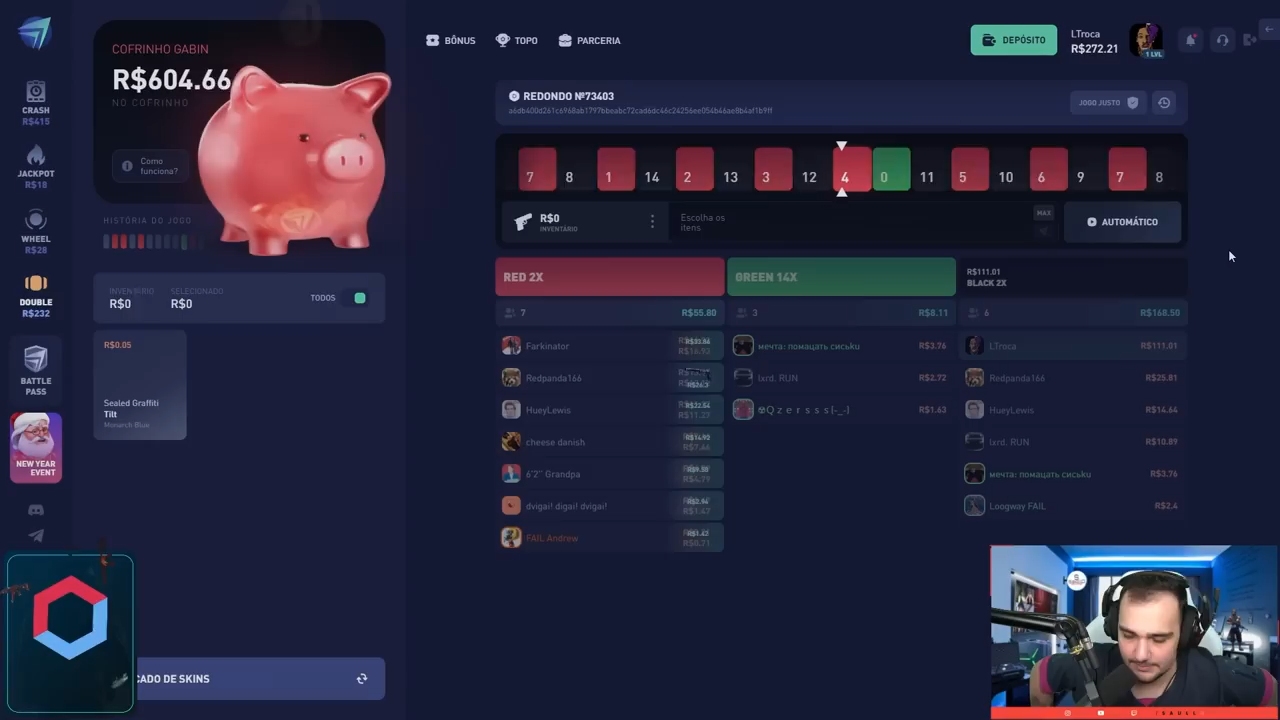 COFRINHO GABIN
R$604.66
NO COFRINHO
Como
funciona?
HISTÓRIA DO JOGO
CRASH
R$415
JACKPOT
R$18
WHEEL
R$28
DOUBLE
R$232
BATTLE
PASS
NEW YEAR
EVENT
R$0
SELECIONADO
R$0
TODOS
R$0.05
Sealed Graffiti
Tilt
Monarch Blue
CADO DE SKINS
BÔNUS
TOPO
PARCERIA
DEPÓSITO
LTroca
R$272.21
1 LVL
REDONDO №73403
JOGO JUSTO
7 8 1 14 2 13 3 12 4 0 11 5 10 6 9 7 8
R$0
INVENTÁRIO
Escolha os
itens
MAX
AUTOMÁTICO
RED 2X
GREEN 14X
R$111.01
BLACK 2X
7 R$55.80
3 R$8.11
6 R$168.50
Farkinator
Redpanda166
HueyLewis
cheese danish
6'2" Grandpa
dvigai! digai! dvigai!
FAIL Andrew
мечта: помацать сиськu R$3.76
lxrd. RUN R$2.72
☢Q z e r s s s (-_-) R$1.63
LTroca R$111.01
Redpanda166 R$25.81
HueyLewis R$14.64
lxrd. RUN R$10.89
мечта: помацать сиськu R$3.76
Loogway FAIL R$2.4